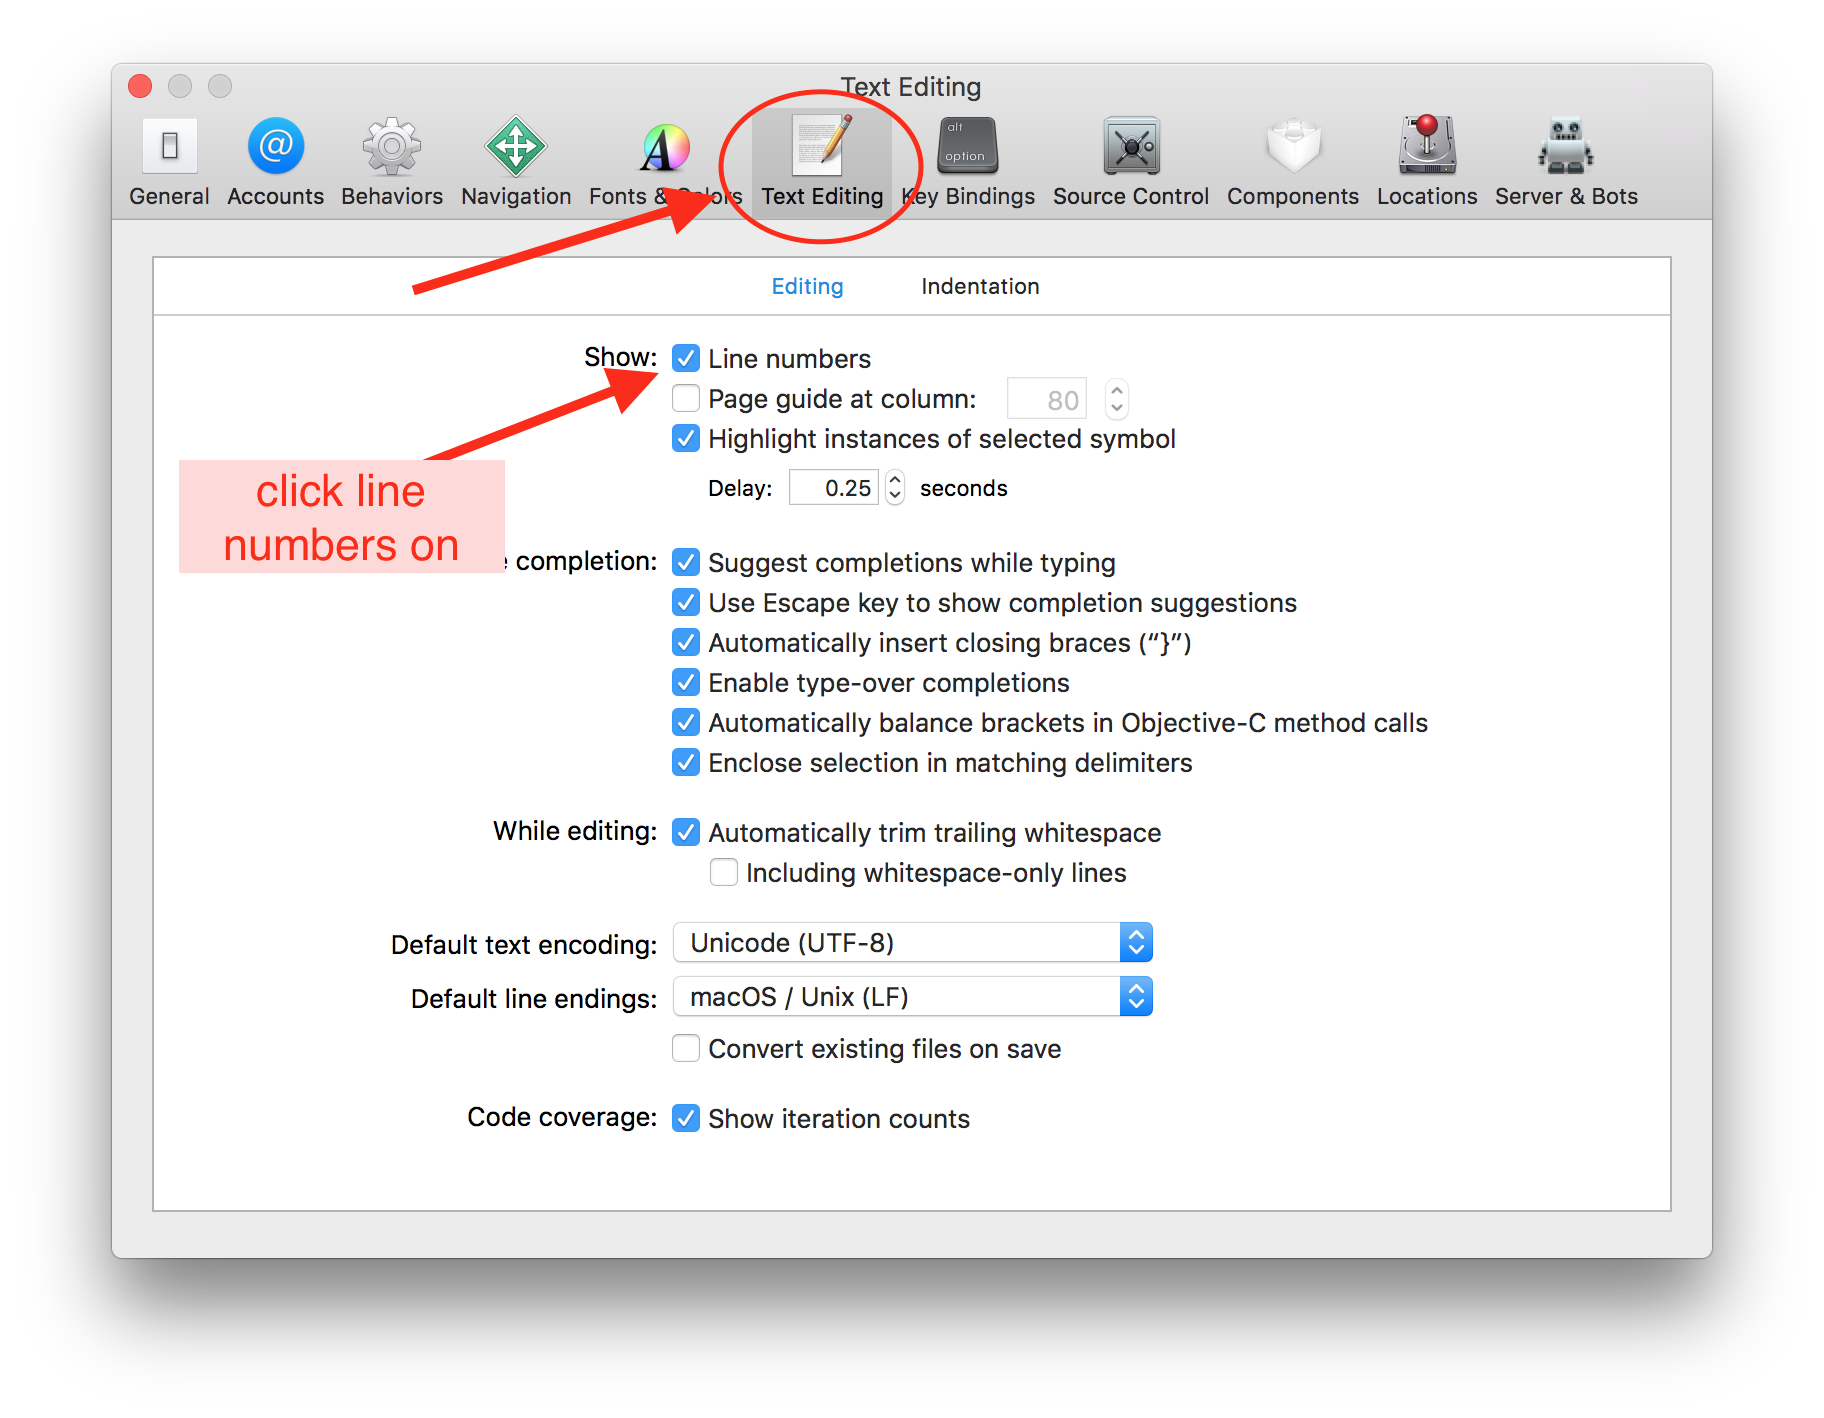 Text Editing
General Accounts Behaviors Navigation Fonts & Colors Text Editing Key Bindings Source Control Components Locations Server & Bots
alt
option
Editing Indentation
Show: Line numbers
Page guide at column: 80
Highlight instances of selected symbol
Delay: 0.25 seconds
click line
numbers on
completion: Suggest completions while typing
Use Escape key to show completion suggestions
Automatically insert closing braces (“}”)
Enable type-over completions
Automatically balance brackets in Objective-C method calls
Enclose selection in matching delimiters
While editing: Automatically trim trailing whitespace
Including whitespace-only lines
Default text encoding: Unicode (UTF-8)
Default line endings: macOS / Unix (LF)
Convert existing files on save
Code coverage: Show iteration counts